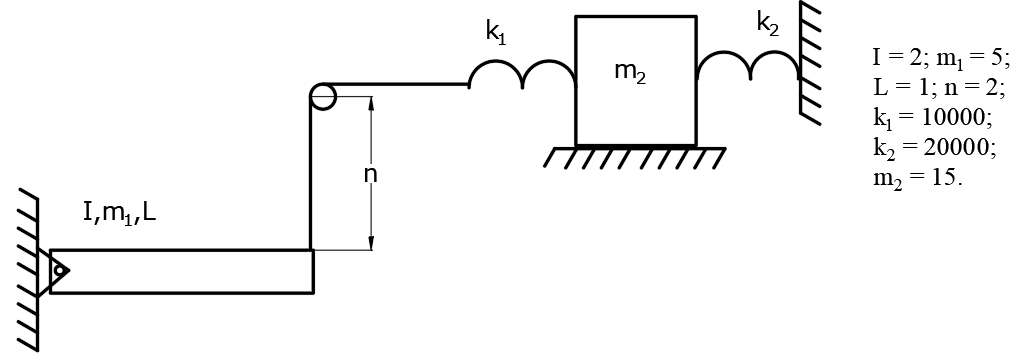 k₁
k₂
m₂
n
I,m₁,L
I = 2; m₁ = 5;
L = 1; n = 2;
k₁ = 10000;
k₂ = 20000;
m₂ = 15.